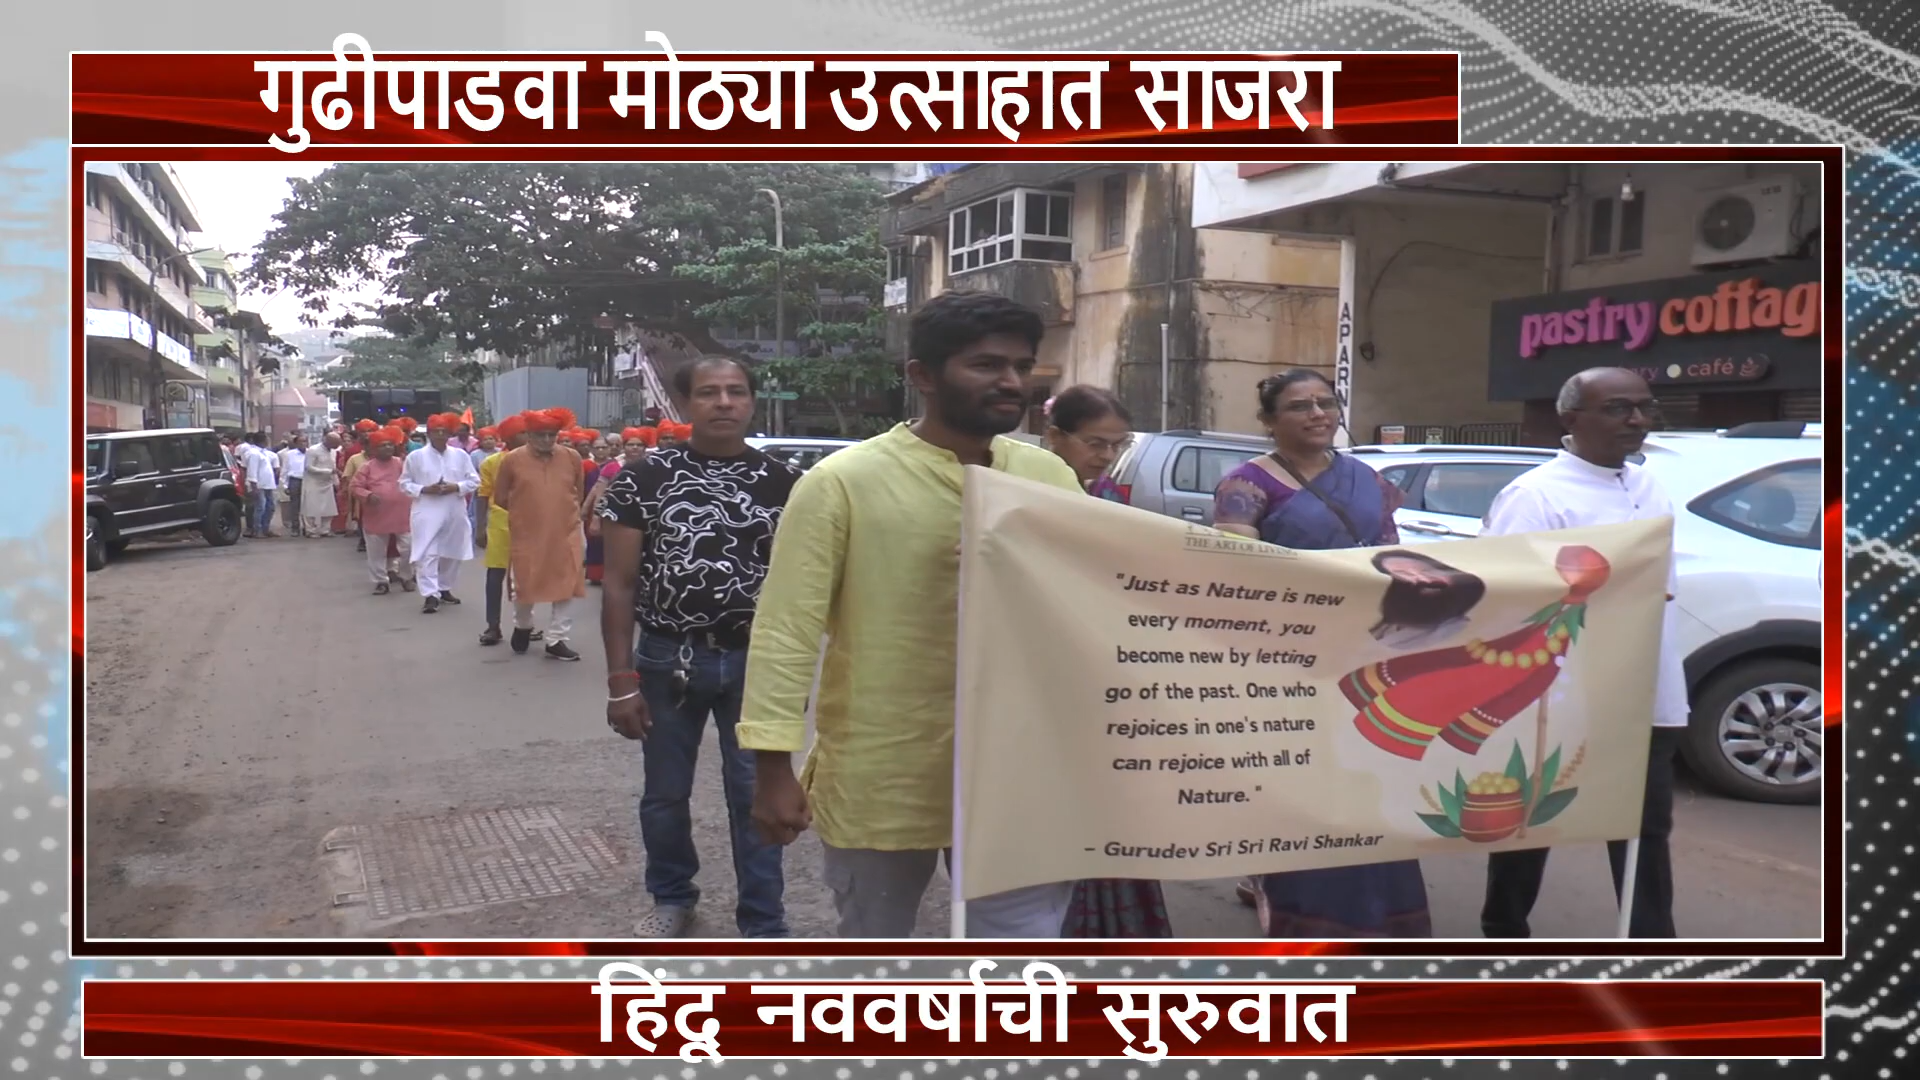 गुढीपाडवा मोठ्या उत्साहात साजरा
pastry cottag
café
APARN
THE ART OF LIVING
"Just as Nature is new
every moment, you
become new by letting
go of the past. One who
rejoices in one's nature
can rejoice with all of
Nature."
– Gurudev Sri Sri Ravi Shankar
हिंदू नववर्षाची सुरुवात